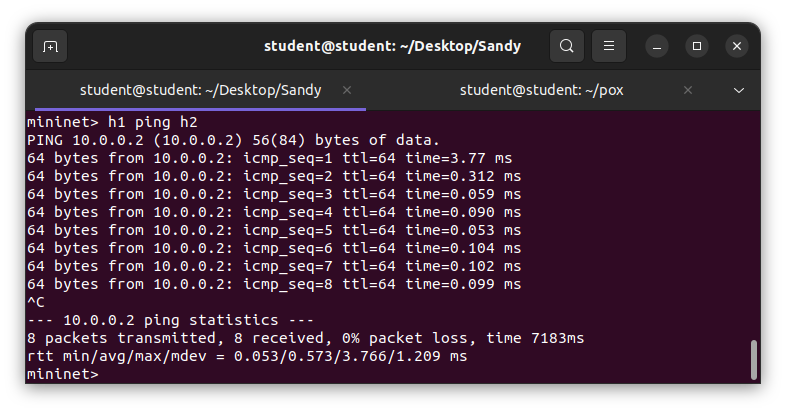 student@student: ~/Desktop/Sandy
student@student: ~/Desktop/Sandy
student@student: ~/pox
mininet> h1 ping h2
PING 10.0.0.2 (10.0.0.2) 56(84) bytes of data.
64 bytes from 10.0.0.2: icmp_seq=1 ttl=64 time=3.77 ms
64 bytes from 10.0.0.2: icmp_seq=2 ttl=64 time=0.312 ms
64 bytes from 10.0.0.2: icmp_seq=3 ttl=64 time=0.059 ms
64 bytes from 10.0.0.2: icmp_seq=4 ttl=64 time=0.090 ms
64 bytes from 10.0.0.2: icmp_seq=5 ttl=64 time=0.053 ms
64 bytes from 10.0.0.2: icmp_seq=6 ttl=64 time=0.104 ms
64 bytes from 10.0.0.2: icmp_seq=7 ttl=64 time=0.102 ms
64 bytes from 10.0.0.2: icmp_seq=8 ttl=64 time=0.099 ms
^C
--- 10.0.0.2 ping statistics ---
8 packets transmitted, 8 received, 0% packet loss, time 7183ms
rtt min/avg/max/mdev = 0.053/0.573/3.766/1.209 ms
mininet>